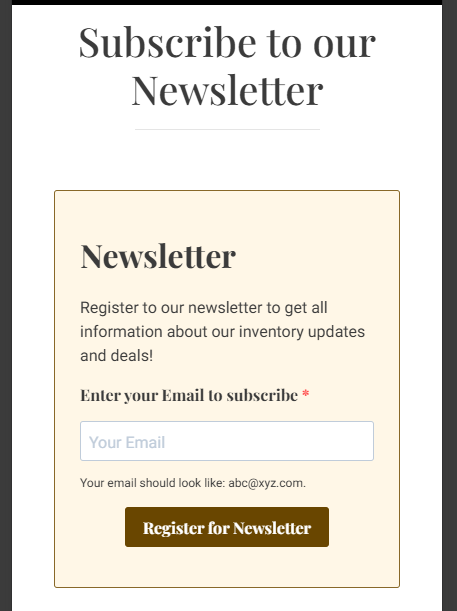 Subscribe to our
Newsletter
Newsletter
Register to our newsletter to get all
information about our inventory updates
and deals!
Enter your Email to subscribe *
Your Email
Your email should look like: abc@xyz.com.
Register for Newsletter